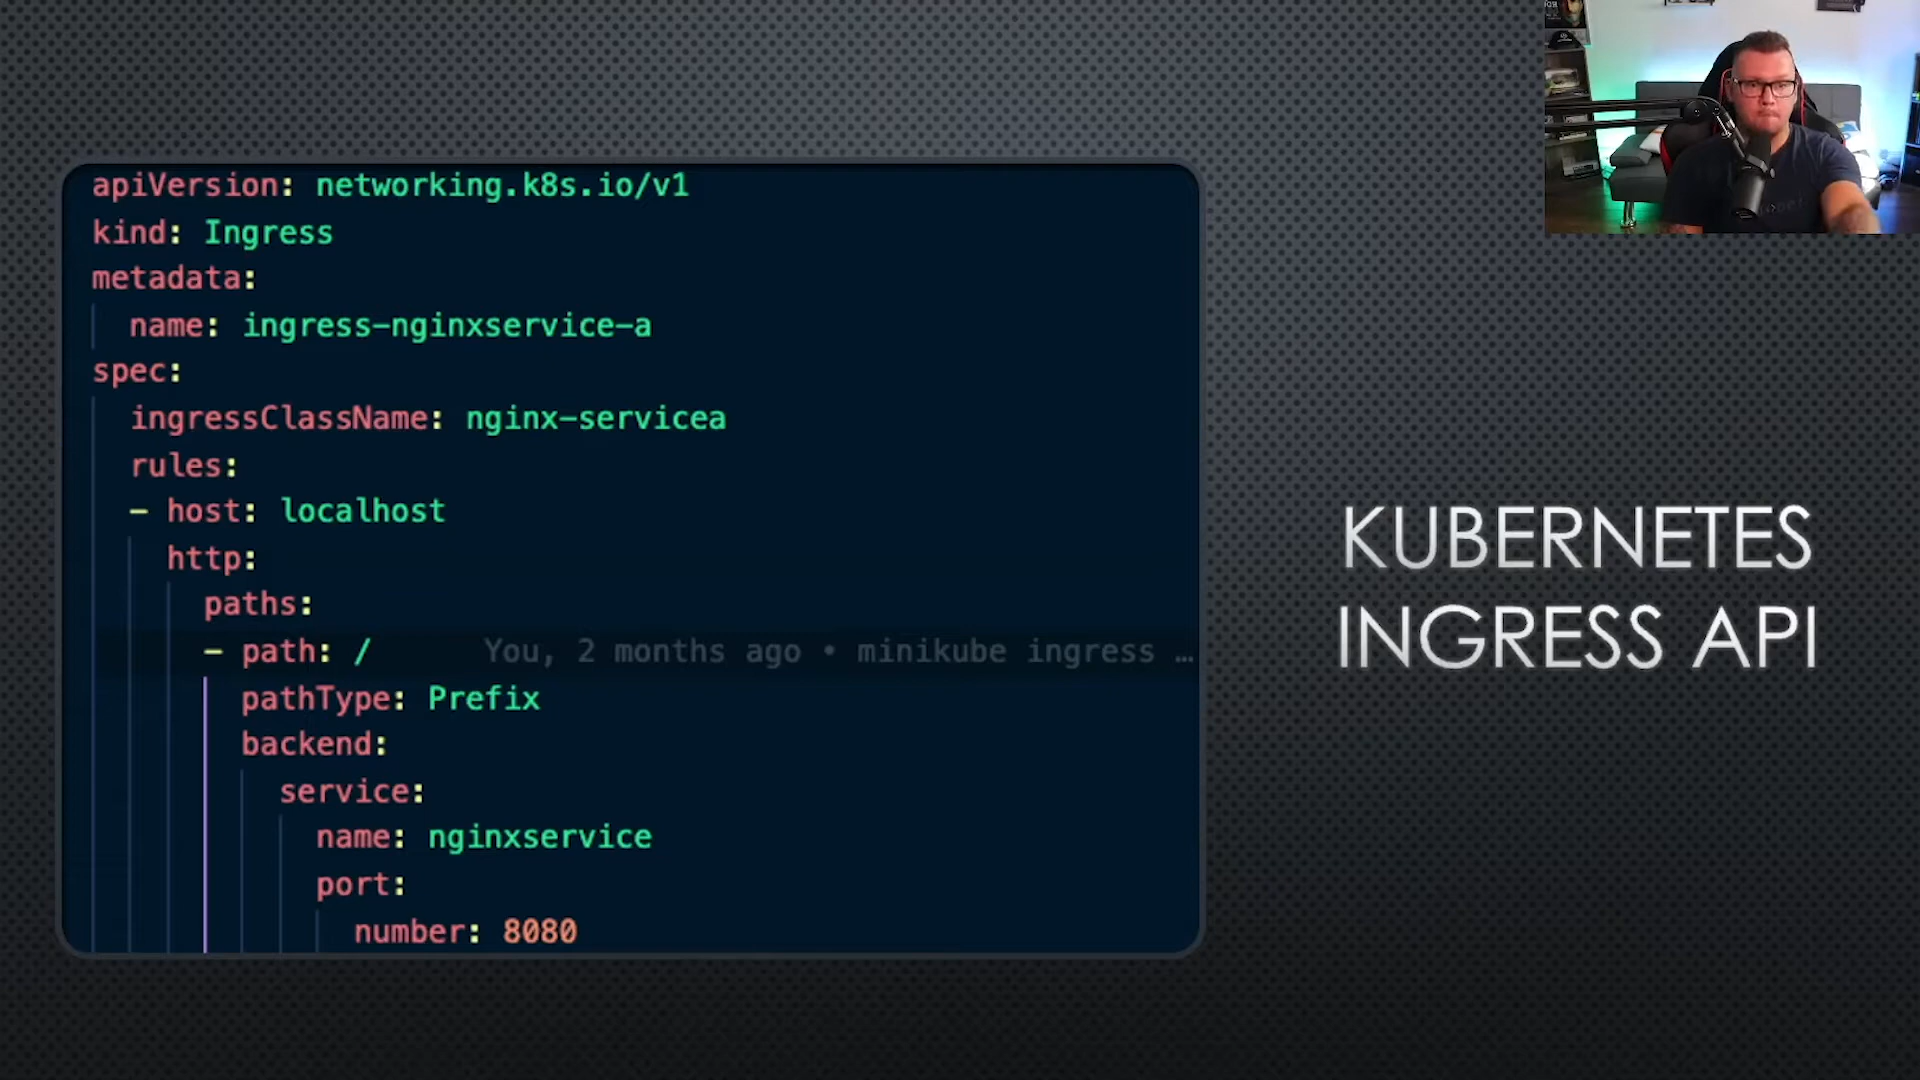 apiVersion: networking.k8s.io/v1
kind: Ingress
metadata:
name: ingress-nginxservice-a
spec:
ingressClassName: nginx-servicea
rules:
- host: localhost
http:
paths:
- path: / You, 2 months ago • minikube ingress …
pathType: Prefix
backend:
service:
name: nginxservice
port:
number: 8080
KUBERNETES
INGRESS API